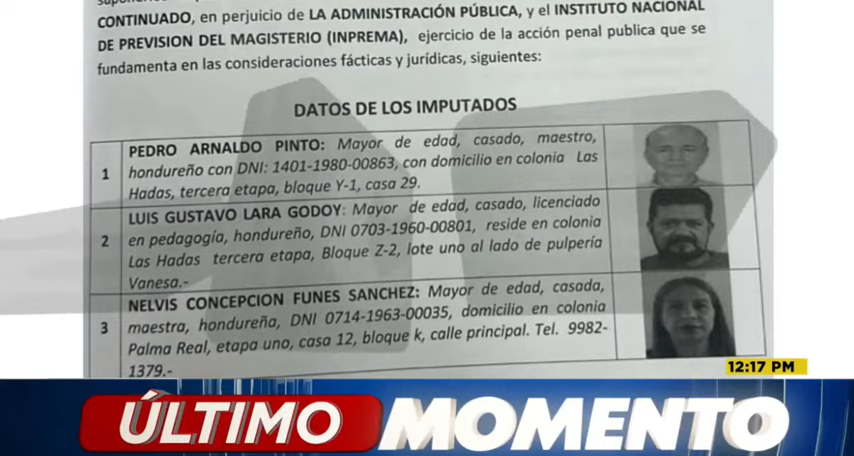 CONTINUADO, en perjuicio de LA ADMINISTRACIÓN PÚBLICA, y el INSTITUTO NACIONAL
DE PREVISION DEL MAGISTERIO (INPREMA), ejercicio de la acción penal publica que se
fundamenta en las consideraciones fácticas y jurídicas, siguientes:
DATOS DE LOS IMPUTADOS
1
PEDRO ARNALDO PINTO: Mayor de edad, casado, maestro,
hondureño con DNI: 1401-1980-00863, con domicilio en colonia Las
Hadas, tercera etapa, bloque Y-1, casa 29.
2
LUIS GUSTAVO LARA GODOY: Mayor de edad, casado, licenciado
en pedagogía, hondureño, DNI 0703-1960-00801, reside en colonia
Las Hadas tercera etapa, Bloque Z-2, lote uno al lado de pulpería
Vanesa.-
3
NELVIS CONCEPCION FUNES SANCHEZ: Mayor de edad, casada,
maestra, hondureña, DNI 0714-1963-00035, domicilio en colonia
Palma Real, etapa uno, casa 12, bloque k, calle principal. Tel. 9982-
1379.-
12:17 PM
ÚLTIMO MOMENTO